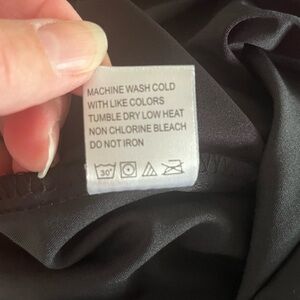 MACHINE WASH COLD
WITH LIKE COLORS
TUMBLE DRY LOW HEAT
NON CHLORINE BLEACH
DO NOT IRON
30°